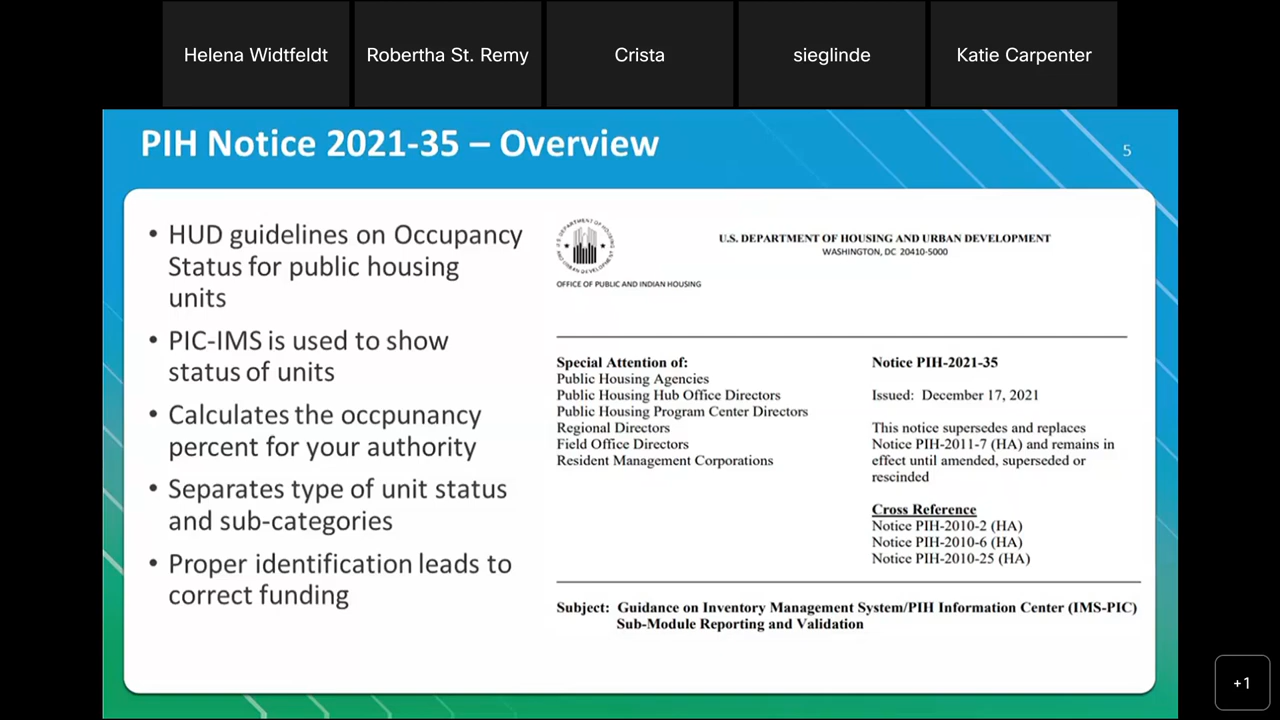 Helena Widtfeldt
Robertha St. Remy
Crista
sieglinde
Katie Carpenter
PIH Notice 2021-35 – Overview
5
• HUD guidelines on Occupancy
Status for public housing
units
• PIC-IMS is used to show
status of units
• Calculates the occpunancy
percent for your authority
• Separates type of unit status
and sub-categories
• Proper identification leads to
correct funding
U.S. DEPARTMENT OF HOUSING AND URBAN DEVELOPMENT
WASHINGTON, DC 20410-5000
OFFICE OF PUBLIC AND INDIAN HOUSING
Special Attention of:
Public Housing Agencies
Public Housing Hub Office Directors
Public Housing Program Center Directors
Regional Directors
Field Office Directors
Resident Management Corporations
Notice PIH-2021-35
Issued: December 17, 2021
This notice supersedes and replaces
Notice PIH-2011-7 (HA) and remains in
effect until amended, superseded or
rescinded
Cross Reference
Notice PIH-2010-2 (HA)
Notice PIH-2010-6 (HA)
Notice PIH-2010-25 (HA)
Subject: Guidance on Inventory Management System/PIH Information Center (IMS-PIC)
Sub-Module Reporting and Validation
+1